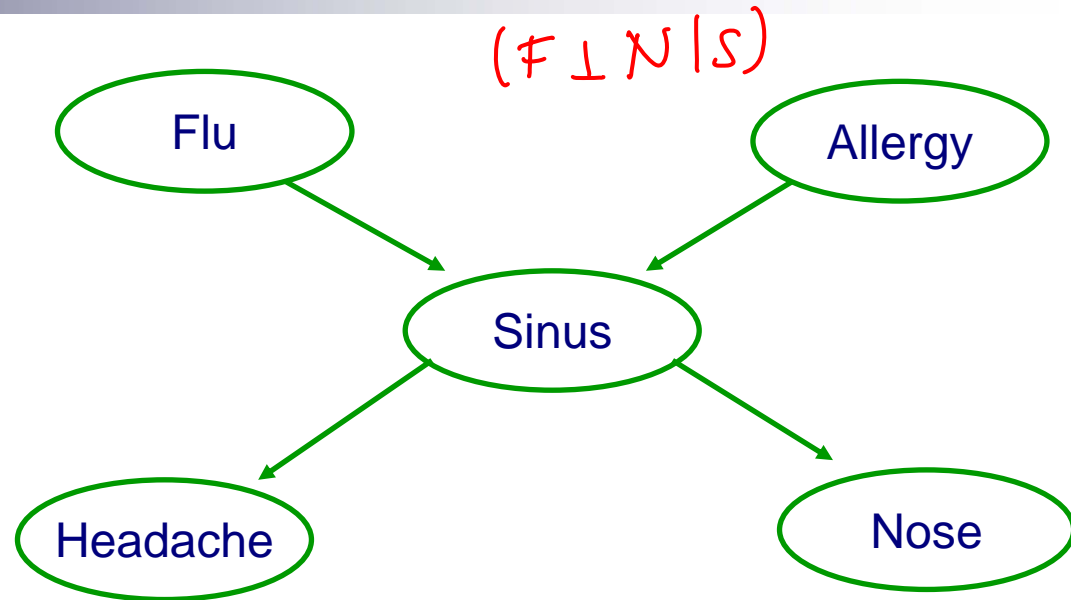 (F ⊥ N | S)
Flu
Allergy
Sinus
Headache
Nose